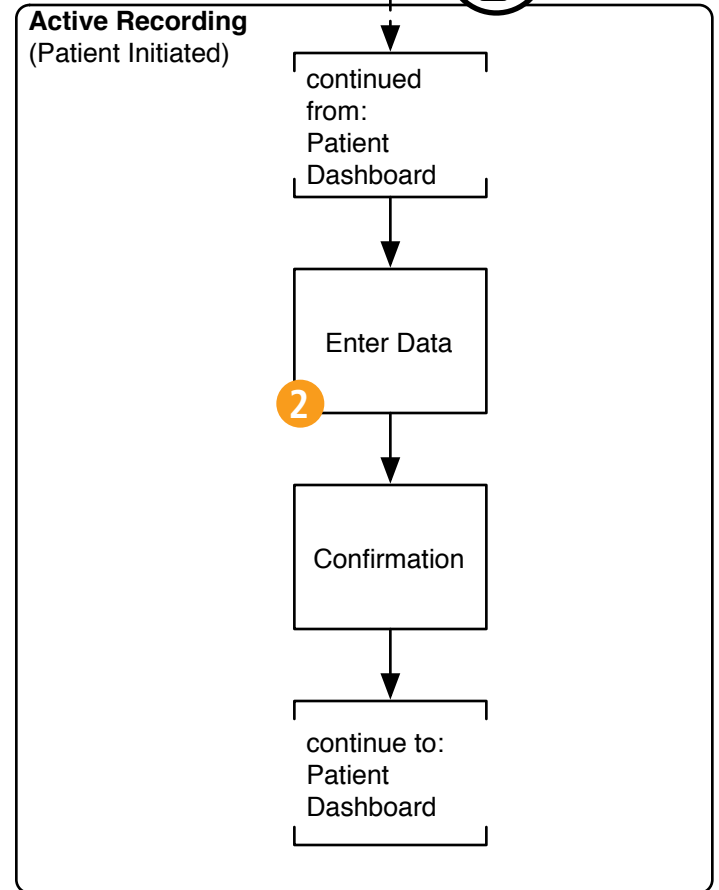 Active Recording
(Patient Initiated)
continued
from:
Patient
Dashboard
Enter Data
2
Confirmation
continue to:
Patient
Dashboard